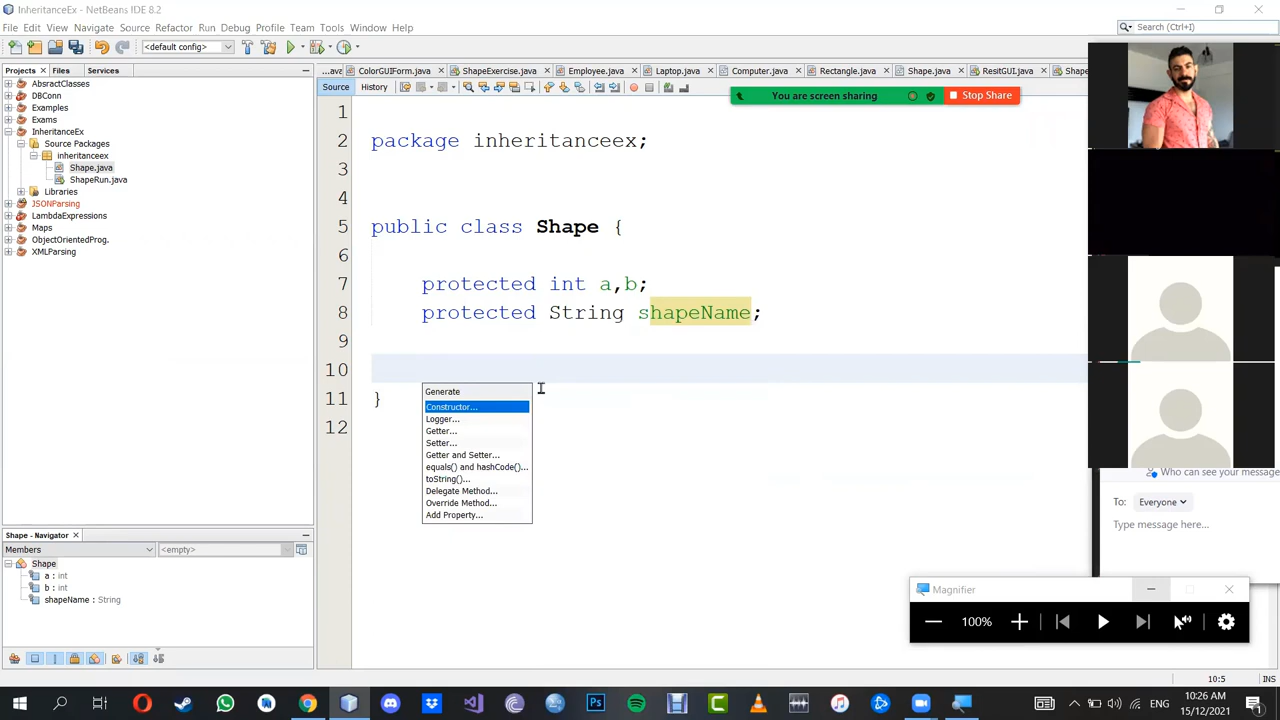 InheritanceEx - NetBeans IDE 8.2
File Edit View Navigate Source Refactor Run Debug Profile Team Tools Window Help
Search (Ctrl+I)
<default config>
Projects Files Services
...ava ColorGUIForm.java ShapeExercise.java Employee.java Laptop.java Computer.java Rectangle.java Shape.java ResitGUI.java Shape
Source History
You are screen sharing Stop Share
AbstractClasses
DBConn
Examples
Exams
InheritanceEx
Source Packages
inheritanceex
Shape.java
ShapeRun.java
Libraries
JSONParsing
LambdaExpressions
Maps
ObjectOrientedProg.
XMLParsing
1
2 package inheritanceex;
3
4
5 public class Shape {
6
7 protected int a,b;
8 protected String shapeName;
9
10
11 }
12
Generate
Constructor...
Logger...
Getter...
Setter...
Getter and Setter...
equals() and hashCode()...
toString()...
Delegate Method...
Override Method...
Add Property...
Who can see your message
To: Everyone
Type message here...
Shape - Navigator
Members <empty>
Shape
a : int
b : int
shapeName : String
Magnifier
100%
10:5 INS
ENG
10:26 AM
15/12/2021
1